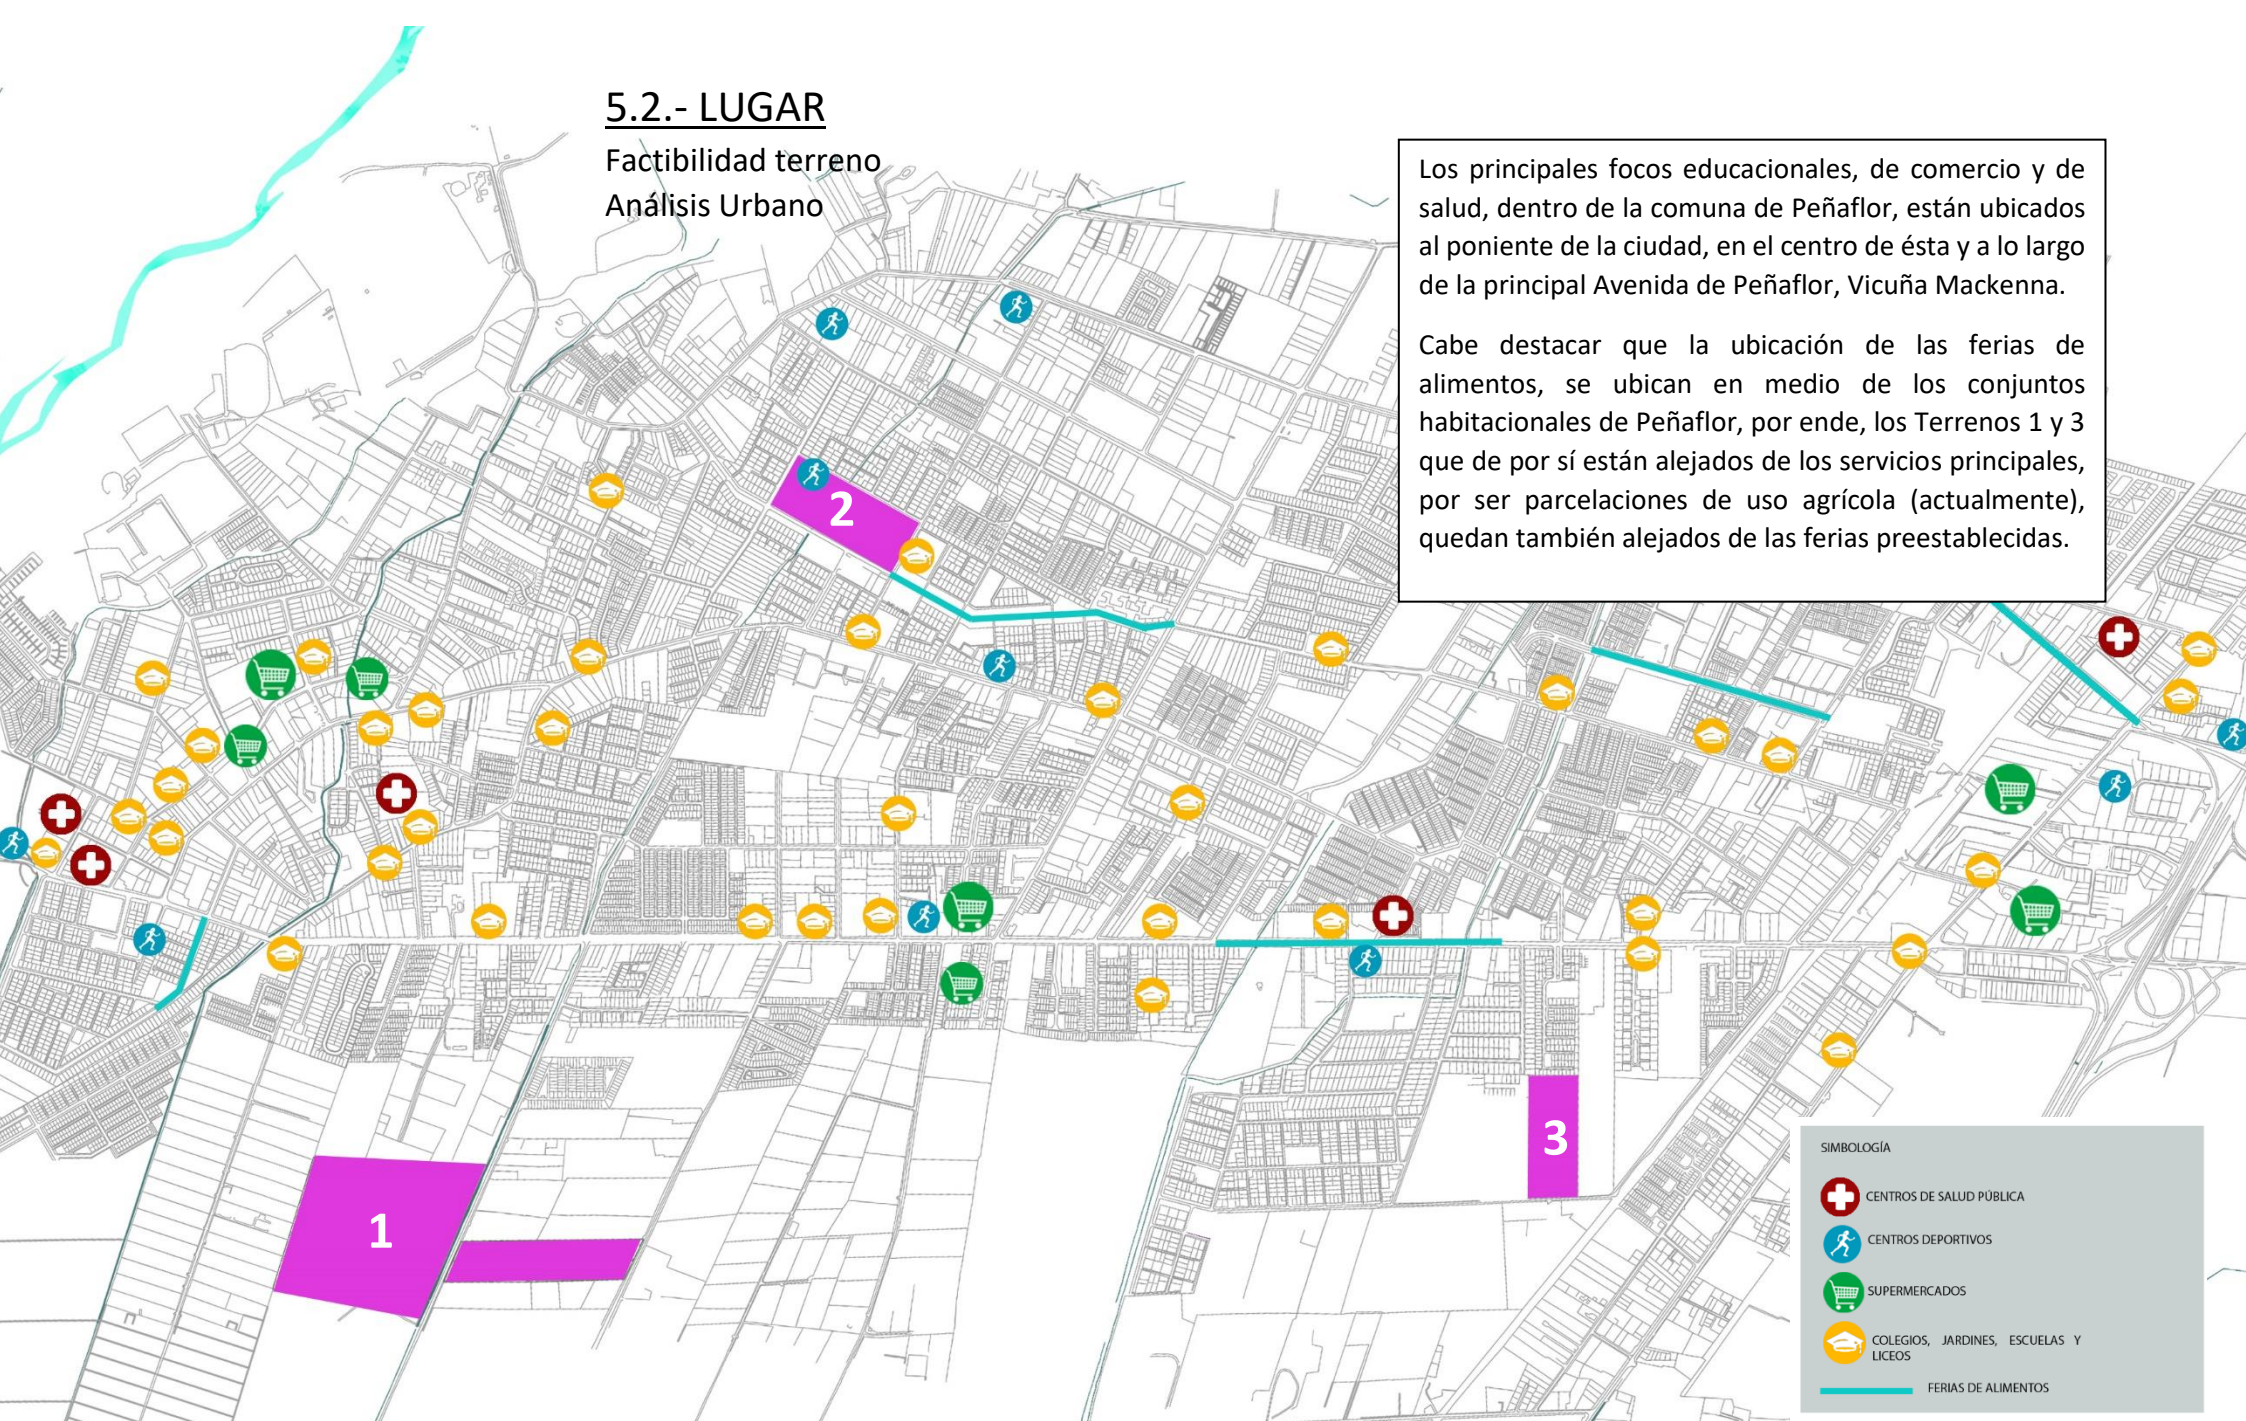 5.2.- LUGAR
Factibilidad terreno
Análisis Urbano
Los principales focos educacionales, de comercio y de
salud, dentro de la comuna de Peñaflor, están ubicados
al poniente de la ciudad, en el centro de ésta y a lo largo
de la principal Avenida de Peñaflor, Vicuña Mackenna.
Cabe destacar que la ubicación de las ferias de
alimentos, se ubican en medio de los conjuntos
habitacionales de Peñaflor, por ende, los Terrenos 1 y 3
que de por sí están alejados de los servicios principales,
por ser parcelaciones de uso agrícola (actualmente),
quedan también alejados de las ferias preestablecidas.
2
3
1
SIMBOLOGÍA
CENTROS DE SALUD PÚBLICA
CENTROS DEPORTIVOS
SUPERMERCADOS
COLEGIOS, JARDINES, ESCUELAS Y
LICEOS
FERIAS DE ALIMENTOS